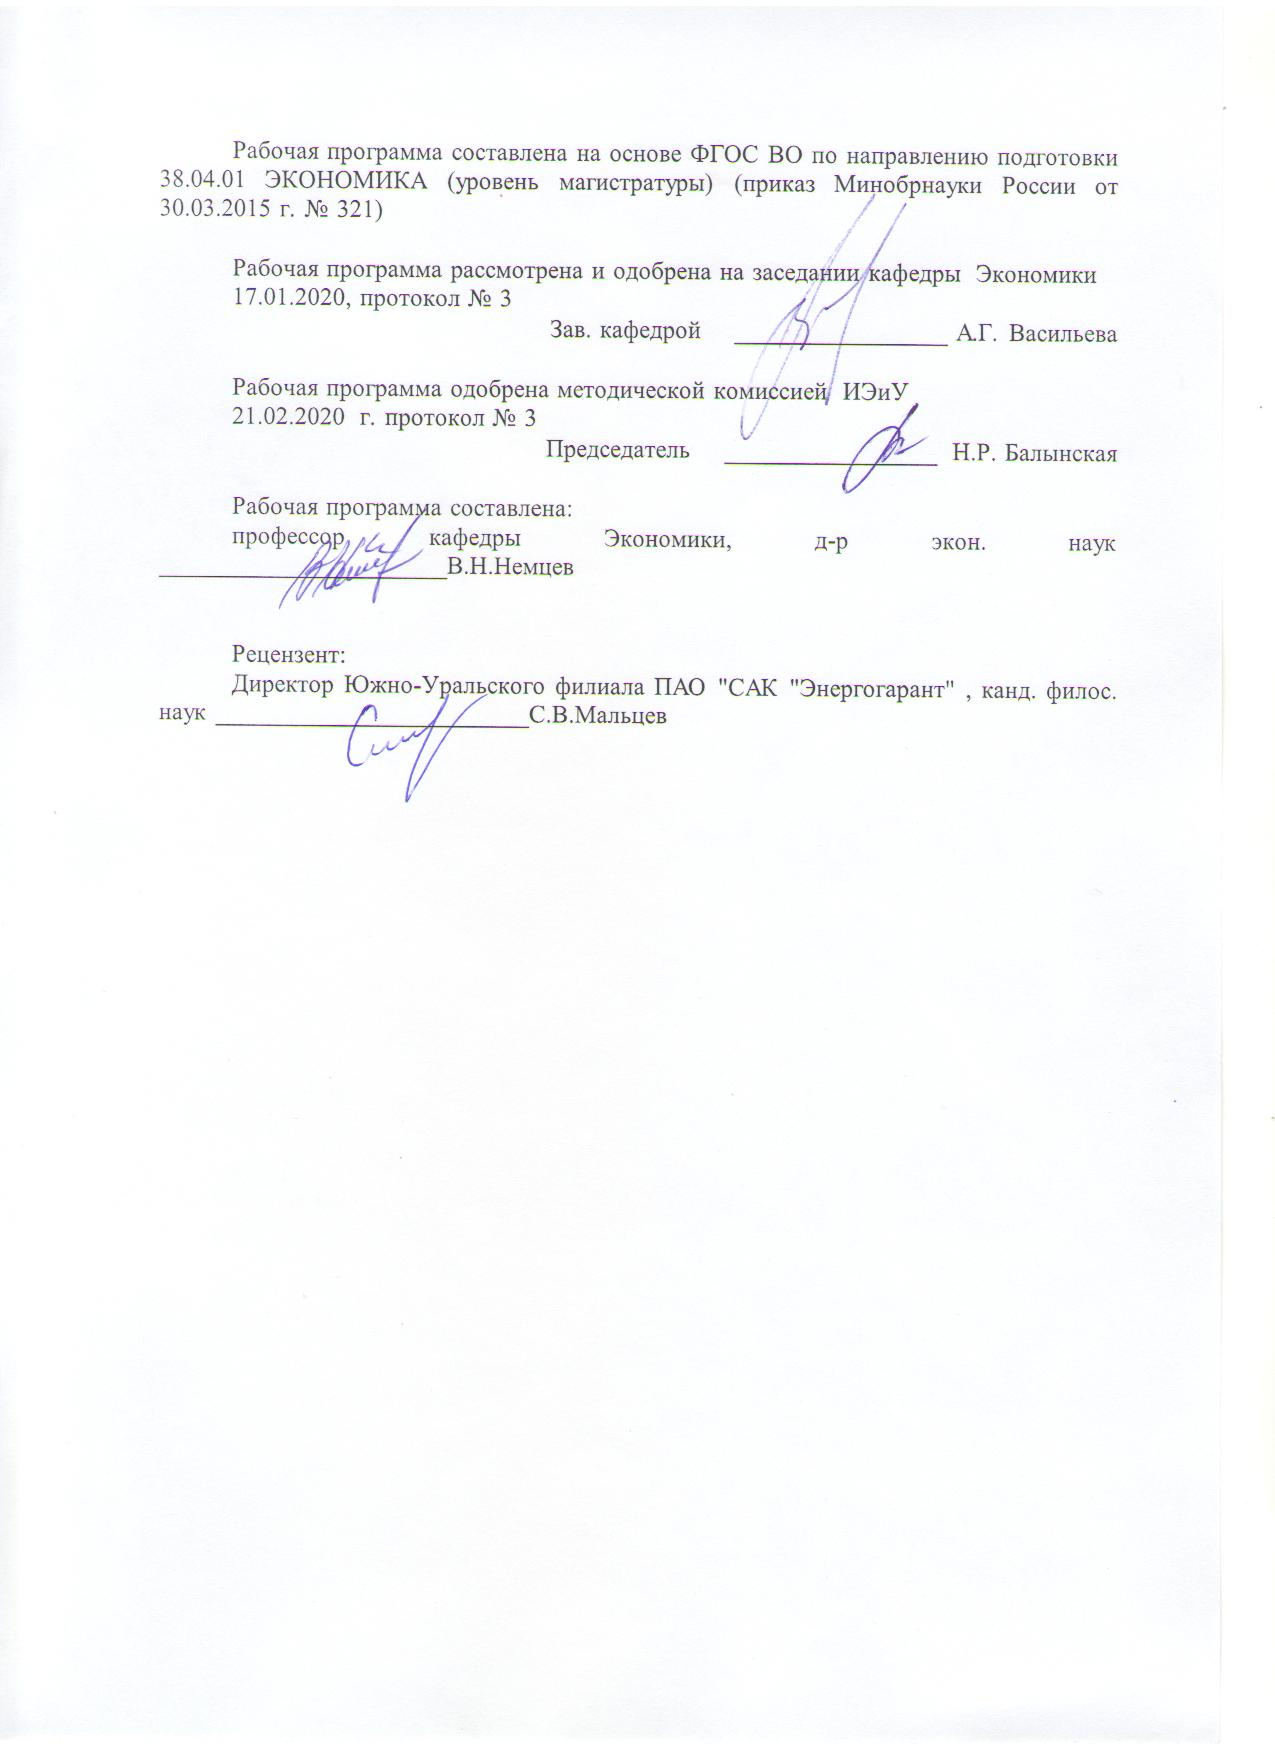 Рабочая программа составлена на основе ФГОС ВО по направлению подготовки
38.04.01 ЭКОНОМИКА (уровень магистратуры) (приказ Минобрнауки России от
30.03.2015 г. № 321)
Рабочая программа рассмотрена и одобрена на заседании кафедры Экономики
17.01.2020, протокол № 3
Зав. кафедрой _________________ А.Г. Васильева
Рабочая программа одобрена методической комиссией ИЭиУ
21.02.2020 г. протокол № 3
Председатель _________________ Н.Р. Балынская
Рабочая программа составлена:
профессор кафедры Экономики, д-р экон. наук
_______________________В.Н.Немцев
Рецензент:
Директор Южно-Уральского филиала ПАО "САК "Энергогарант" , канд. филос.
наук _________________________С.В.Мальцев